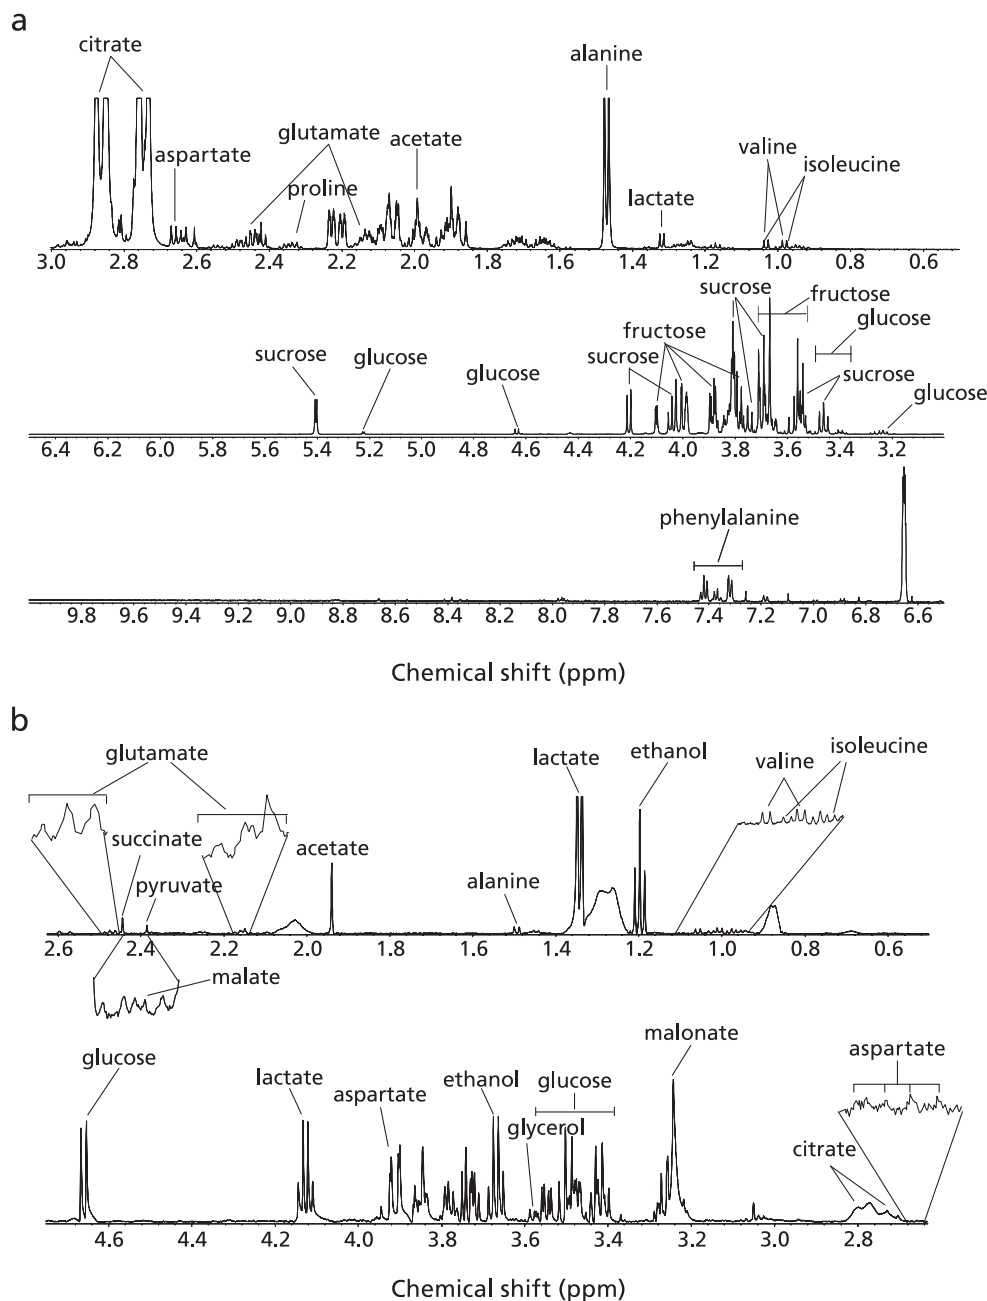 a
citrate
alanine
glutamate
acetate
aspartate
proline
valine
isoleucine
lactate
3.0 2.8 2.6 2.4 2.2 2.0 1.8 1.6 1.4 1.2 1.0 0.8 0.6
sucrose
fructose
glucose
fructose
sucrose
glucose
sucrose
glucose
sucrose
glucose
6.4 6.2 6.0 5.8 5.6 5.4 5.2 5.0 4.8 4.6 4.4 4.2 4.0 3.8 3.6 3.4 3.2
phenylalanine
9.8 9.6 9.4 9.2 9.0 8.8 8.6 8.4 8.2 8.0 7.8 7.6 7.4 7.2 7.0 6.8 6.6
Chemical shift (ppm)
b
glutamate
lactate
ethanol
isoleucine
valine
succinate
acetate
pyruvate
alanine
2.6 2.4 2.2 2.0 1.8 1.6 1.4 1.2 1.0 0.8 0.6
malate
malonate
aspartate
glucose
lactate
aspartate
ethanol
glucose
glycerol
citrate
4.6 4.4 4.2 4.0 3.8 3.6 3.4 3.2 3.0 2.8
Chemical shift (ppm)